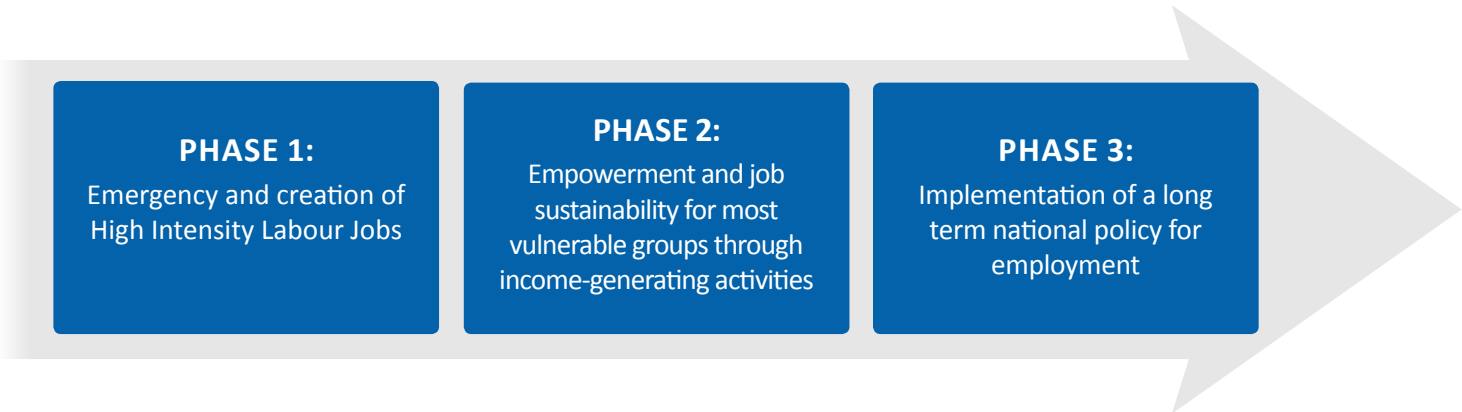 PHASE 1:
Emergency and creation of
High Intensity Labour Jobs
PHASE 2:
Empowerment and job
sustainability for most
vulnerable groups through
income-generating activities
PHASE 3:
Implementation of a long
term national policy for
employment